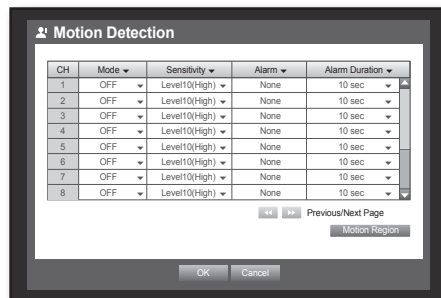 Motion Detection
CH Mode Sensitivity Alarm Alarm Duration
1 OFF Level10(High) None 10 sec
2 OFF Level10(High) None 10 sec
3 OFF Level10(High) None 10 sec
4 OFF Level10(High) None 10 sec
5 OFF Level10(High) None 10 sec
6 OFF Level10(High) None 10 sec
7 OFF Level10(High) None 10 sec
8 OFF Level10(High) None 10 sec
Previous/Next Page
Motion Region
OK Cancel